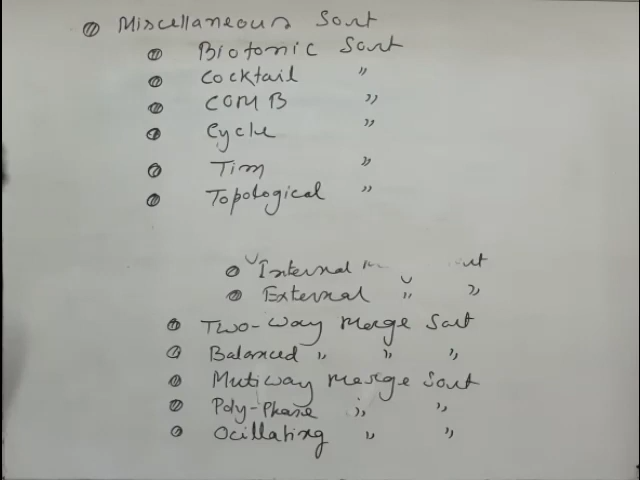 Miscellaneous Sort
Biotonic Sort
Cocktail "
COMB "
Cycle "
Tim "
Topological "
Internal
External " "
Two-way Merge Sort
Balanced " " "
Mutiway Merge Sort
Poly-Phase " "
Ocillating " "